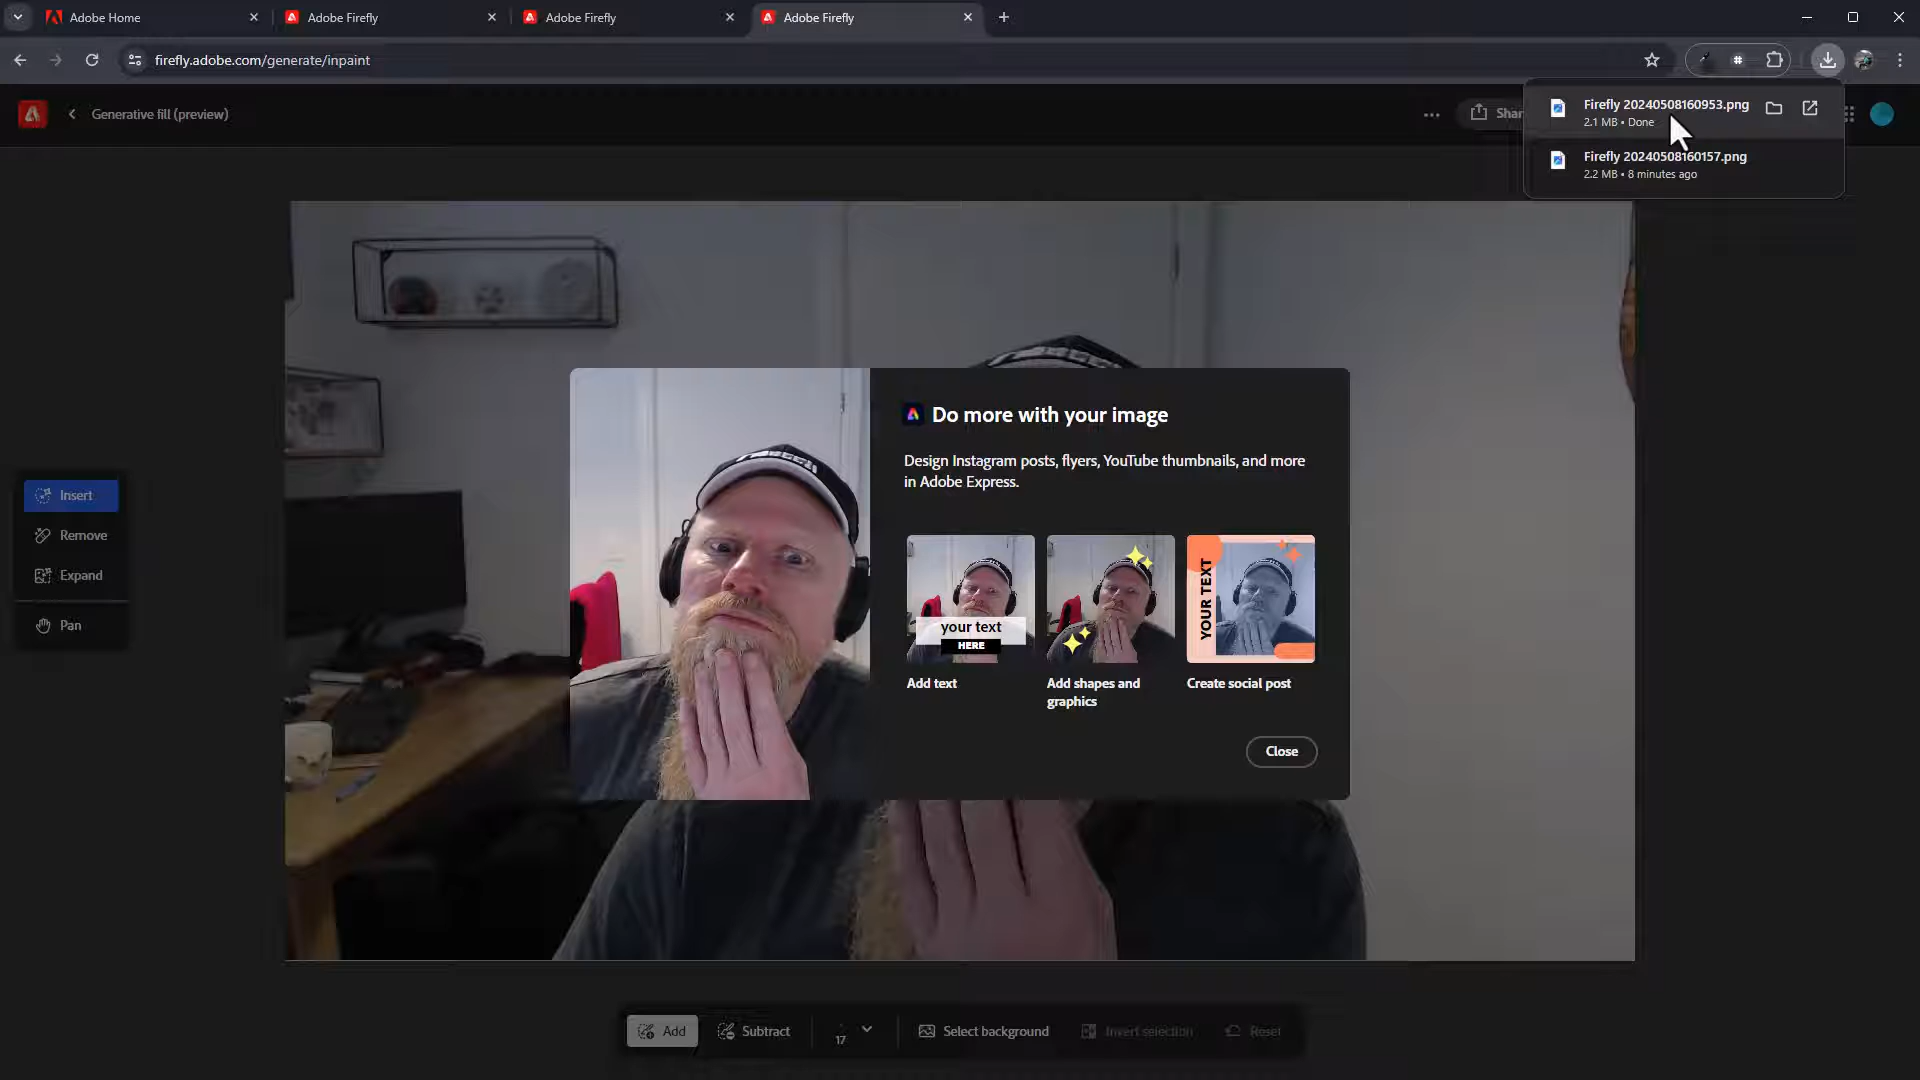 Adobe Home
Adobe Firefly
Adobe Firefly
Adobe Firefly
firefly.adobe.com/generate/inpaint
Generative fill (preview)
Shar
Firefly 20240508160953.png
2.1 MB • Done
Firefly 20240508160157.png
2.2 MB • 8 minutes ago
Insert
Remove
Expand
Pan
Do more with your image
Design Instagram posts, flyers, YouTube thumbnails, and more
in Adobe Express.
your text
HERE
YOUR TEXT
Add text
Add shapes and
graphics
Create social post
Close
Add
Subtract
17
Select background
Invert selection
Reset